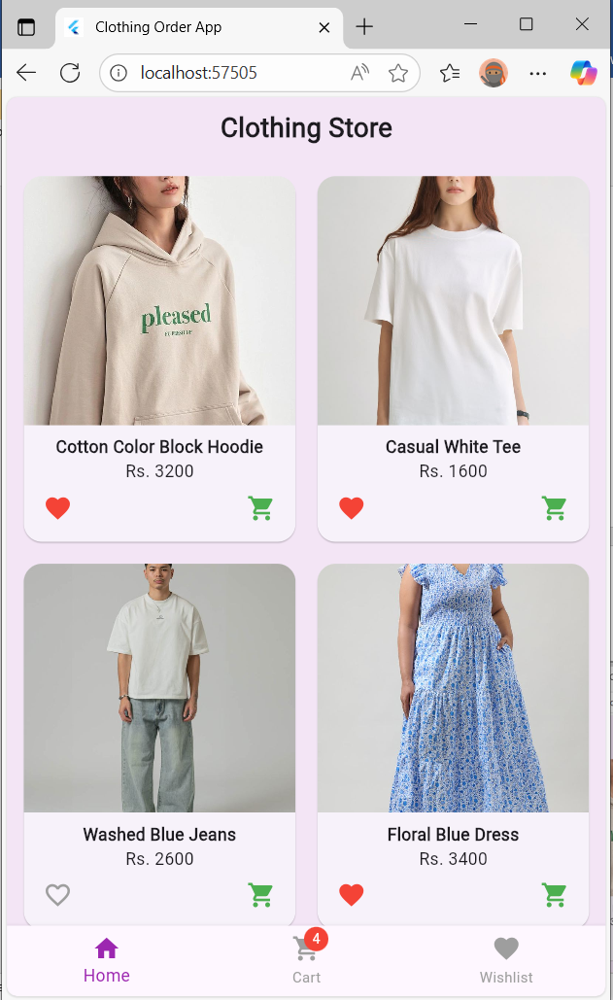 Clothing Order App
localhost:57505
Clothing Store
pleased
Cotton Color Block Hoodie
Rs. 3200
Casual White Tee
Rs. 1600
Washed Blue Jeans
Rs. 2600
Floral Blue Dress
Rs. 3400
Home
4
Cart
Wishlist